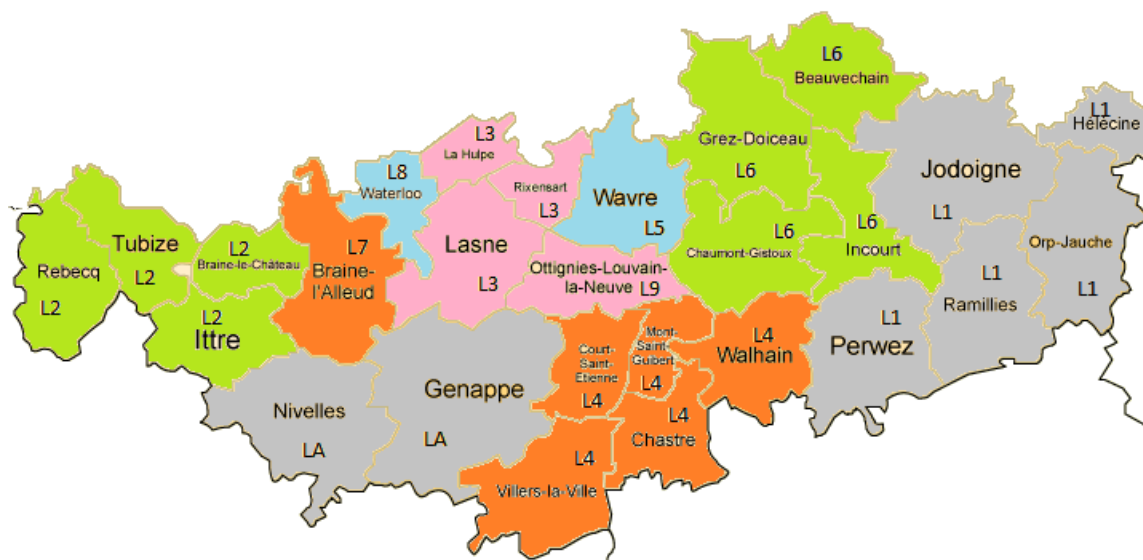 L6
Beauvechain
L1
Hélécine
L3
La Hulpe
Grez-Doiceau
L6
L8
Waterloo
Rixensart
L3
Wavre
L5
Jodoigne
L1
L2
Braine-le-Château
Tubize
L2
Rebecq
L2
L7
Braine-
l'Alleud
Lasne
L3
Ottignies-Louvain-
la-Neuve
L9
L6
Chaumont-Gistoux
L6
Incourt
Orp-Jauche
L1
L1
Ramillies
L2
Ittre
L1
Perwez
L4
Walhain
Mont-
Saint-
Guibert
L4
Court-
Saint-
Etienne
L4
Genappe
LA
Nivelles
LA
L4
Chastre
L4
Villers-la-Ville